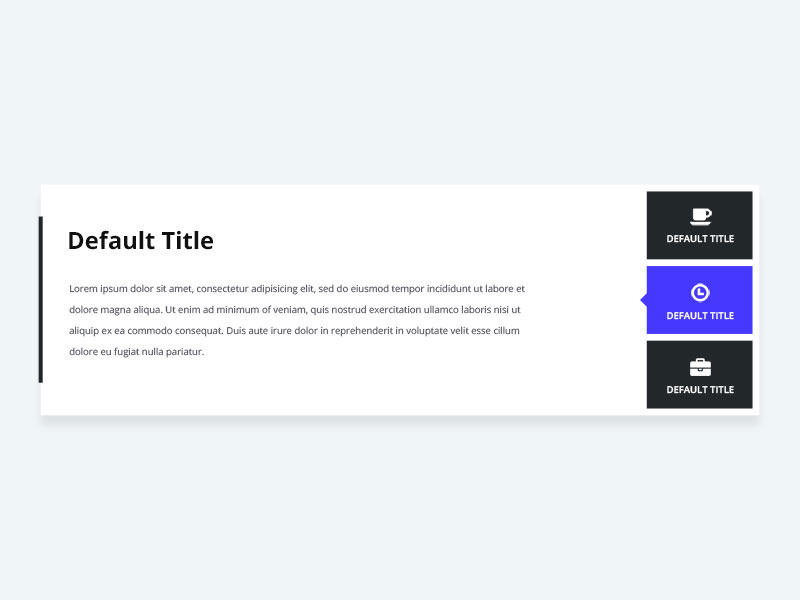 Default Title
Lorem ipsum dolor sit amet, consectetur adipisicing elit, sed do eiusmod tempor incididunt ut labore et
dolore magna aliqua. Ut enim ad minimum of veniam, quis nostrud exercitation ullamco laboris nisi ut
aliquip ex ea commodo consequat. Duis aute irure dolor in reprehenderit in voluptate velit esse cillum
dolore eu fugiat nulla pariatur.
DEFAULT TITLE
DEFAULT TITLE
DEFAULT TITLE